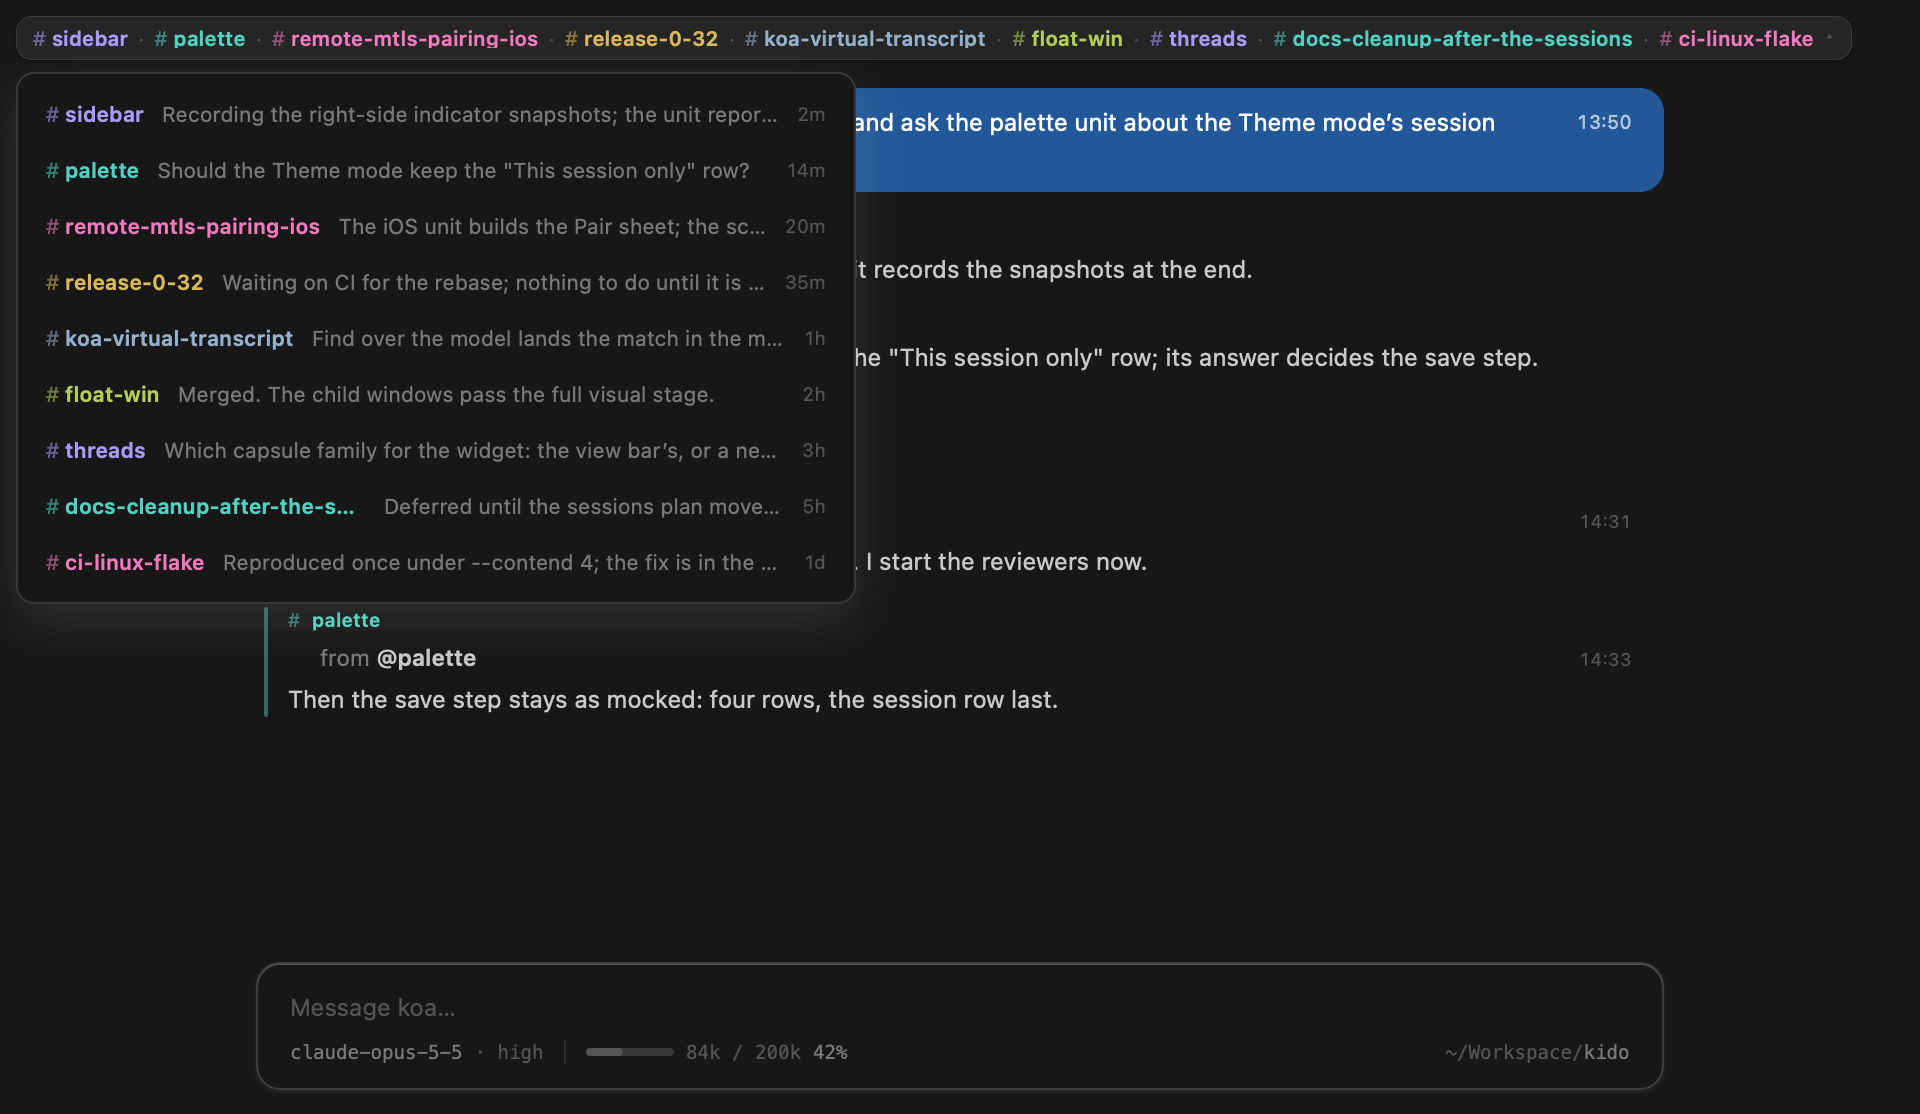 # sidebar · # palette · # remote-mtls-pairing-ios · # release-0-32 · # koa-virtual-transcript · # float-win · # threads · # docs-cleanup-after-the-sessions · # ci-linux-flake
# sidebar Recording the right-side indicator snapshots; the unit repor... 2m
and ask the palette unit about the Theme mode’s session 13:50
# palette Should the Theme mode keep the "This session only" row? 14m
# remote-mtls-pairing-ios The iOS unit builds the Pair sheet; the sc... 20m
it records the snapshots at the end.
# release-0-32 Waiting on CI for the rebase; nothing to do until it is ... 35m
# koa-virtual-transcript Find over the model lands the match in the m... 1h
he "This session only" row; its answer decides the save step.
# float-win Merged. The child windows pass the full visual stage. 2h
# threads Which capsule family for the widget: the view bar’s, or a ne... 3h
# docs-cleanup-after-the-s... Deferred until the sessions plan move... 5h
14:31
# ci-linux-flake Reproduced once under --contend 4; the fix is in the ... 1d
. I start the reviewers now.
# palette
from @palette 14:33
Then the save step stays as mocked: four rows, the session row last.
Message koa...
claude-opus-5-5 · high | 84k / 200k 42% ~/Workspace/kido